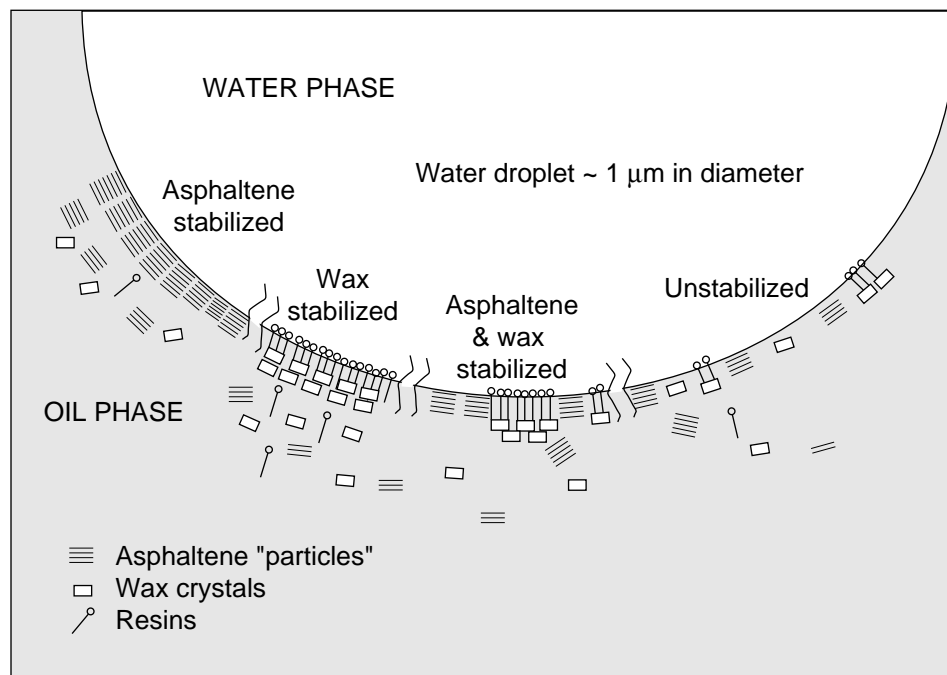 WATER PHASE
Water droplet ~ 1 μm in diameter
Asphaltene
stabilized
Wax
stabilized
Asphaltene
& wax
stabilized
Unstabilized
OIL PHASE
Asphaltene "particles"
Wax crystals
Resins